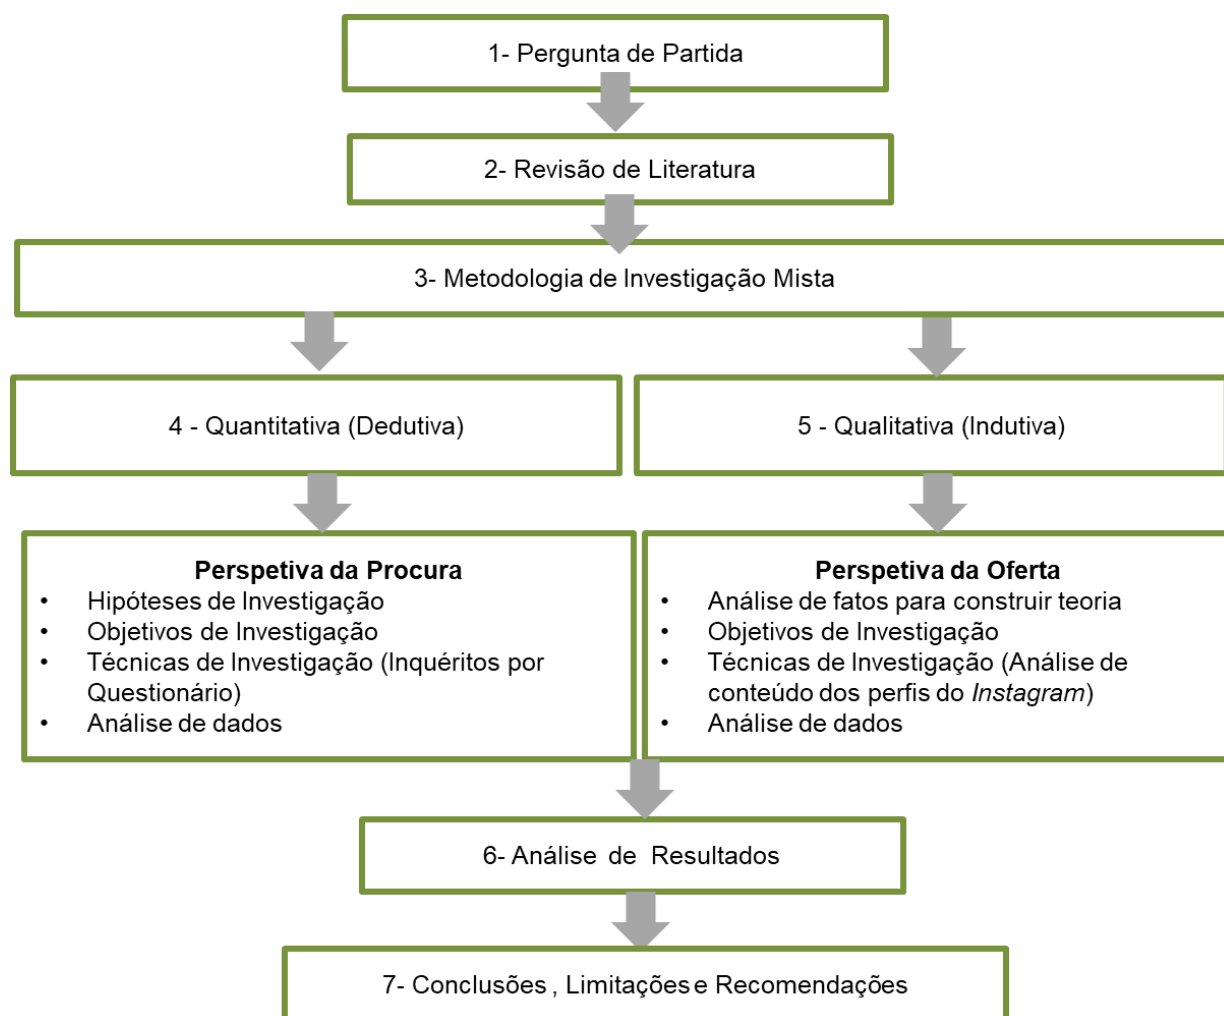 1- Pergunta de Partida
2- Revisão de Literatura
3- Metodologia de Investigação Mista
4 - Quantitativa (Dedutiva)
5 - Qualitativa (Indutiva)
Perspetiva da Procura
• Hipóteses de Investigação
• Objetivos de Investigação
• Técnicas de Investigação (Inquéritos por
Questionário)
• Análise de dados
Perspetiva da Oferta
• Análise de fatos para construir teoria
• Objetivos de Investigação
• Técnicas de Investigação (Análise de
conteúdo dos perfis do Instagram)
• Análise de dados
6- Análise de Resultados
7- Conclusões , Limitações e Recomendações